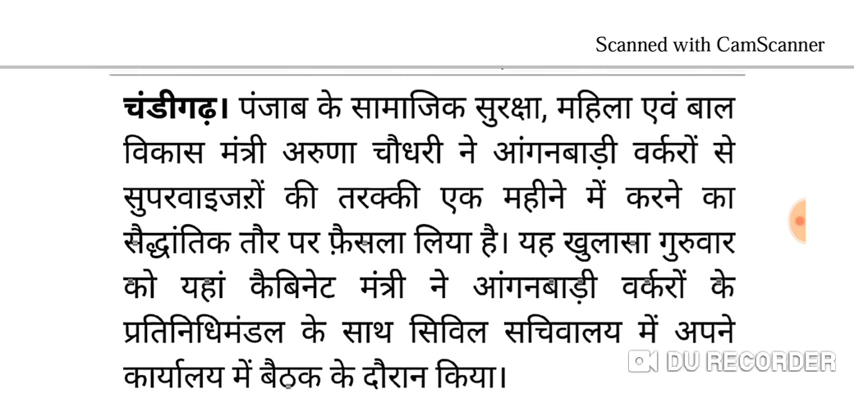 Scanned with CamScanner
चंडीगढ़। पंजाब के सामाजिक सुरक्षा, महिला एवं बाल
विकास मंत्री अरुणा चौधरी ने आंगनबाड़ी वर्करों से
सुपरवाइजऱों की तरक्की एक महीने में करने का
सैद्धांतिक तौर पर फ़ैसला लिया है। यह खुलासा गुरुवार
को यहां कैबिनेट मंत्री ने आंगनबाड़ी वर्करों के
प्रतिनिधिमंडल के साथ सिविल सचिवालय में अपने
कार्यालय में बैठक के दौरान किया।
DU RECORDER